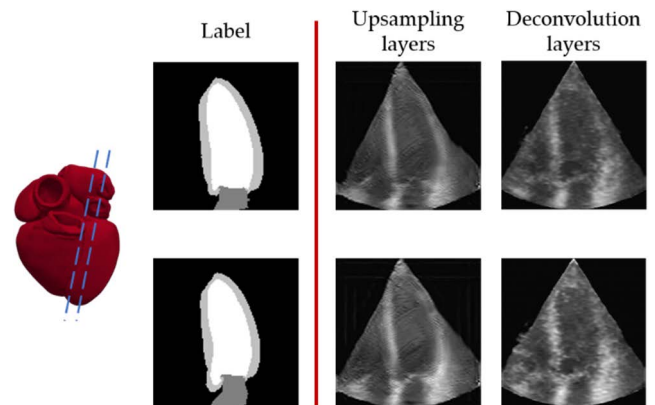 Label
Upsampling
layers
Deconvolution
layers